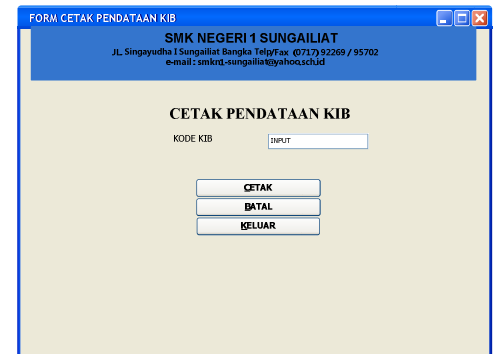 FORM CETAK PENDATAAN KIB
SMK NEGERI 1 SUNGAILIAT
JL. Singayudha I Sungailiat Bangka Telp/Fax (0717) 92269 / 95702
e-mail : smkn1-sungailiat@yahoo.sch.id
CETAK PENDATAAN KIB
KODE KIB INPUT
CETAK
BATAL
KELUAR